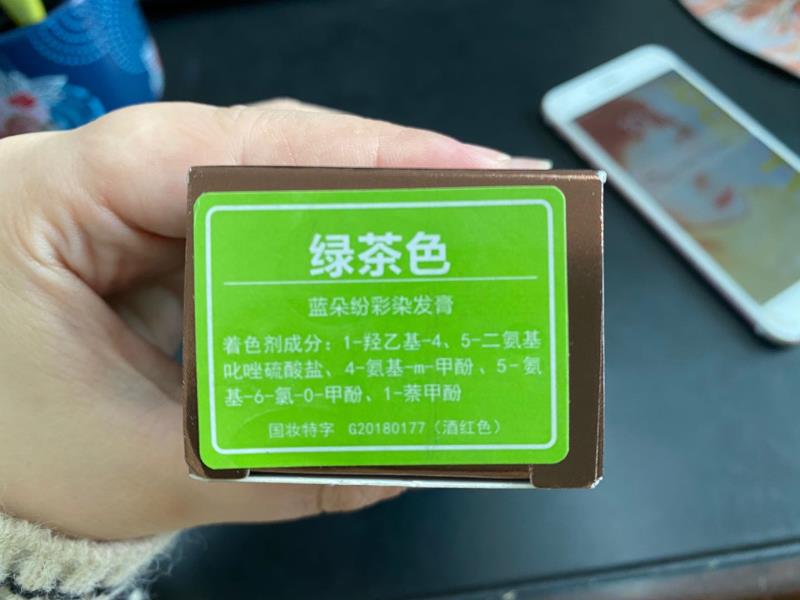 绿茶色
蓝朵纷彩染发膏
着色剂成分：1-羟乙基-4、5-二氨基
吡唑硫酸盐、4-氨基-m-甲酚、5-氨
基-6-氯-O-甲酚、1-萘甲酚
国妆特字 G20180177（酒红色）